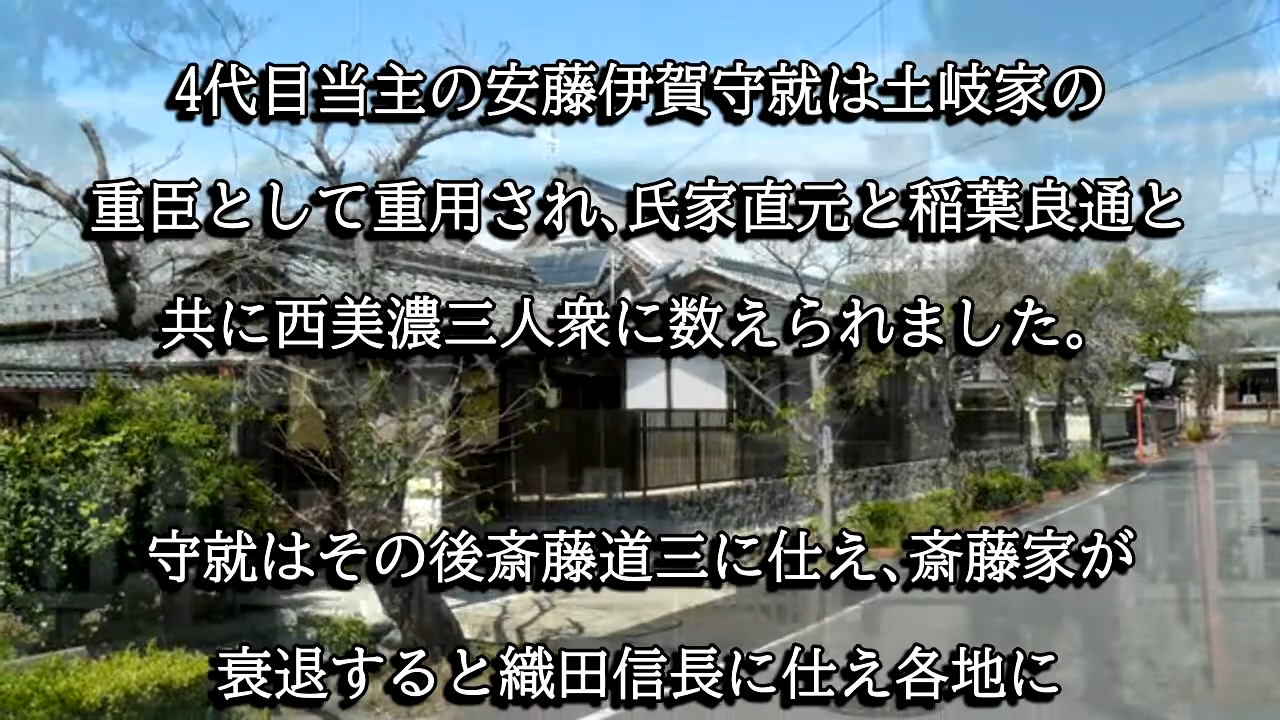 4代目当主の安藤伊賀守就は土岐家の
重臣として重用され、氏家直元と稲葉良通と
共に西美濃三人衆に数えられました。
守就はその後斎藤道三に仕え、斎藤家が
衰退すると織田信長に仕え各地に